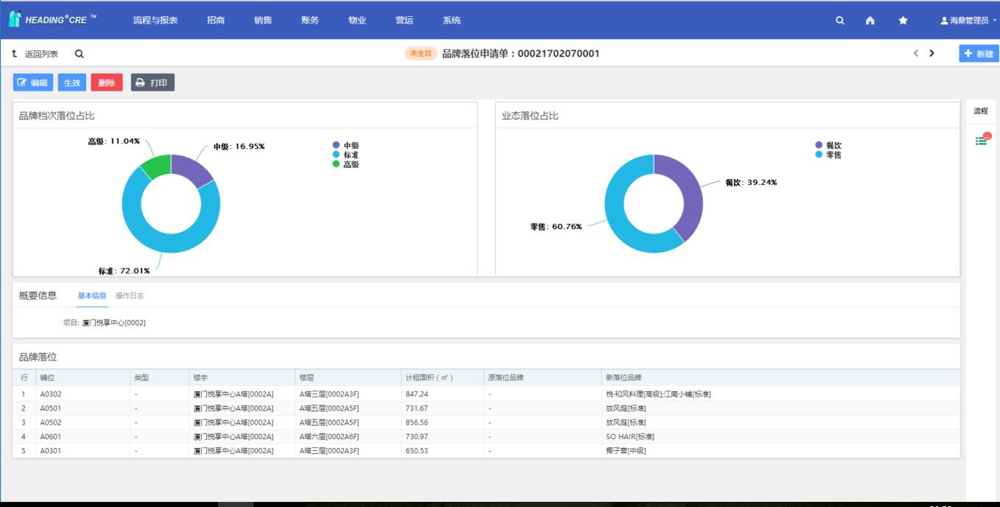 HEADING®CRE ™ 流程与报表 招商 销售 账务 物业 营运 系统 海鼎管理员
返回列表 未生效 品牌落位申请单：00021702070001 新建
编辑 生效 删除 打印
品牌档次落位占比
高级: 11.04%
中级: 16.95%
标准: 72.01%
中级
标准
高级
业态落位占比
餐饮: 39.24%
零售: 60.76%
餐饮
零售
流程
概要信息 基本信息 操作日志
项目: 厦门悦享中心[0002]
品牌落位
行 铺位 类型 楼宇 楼层 计租面积（㎡） 原落位品牌 新落位品牌
1 A0302 - 厦门悦享中心A塔[0002A] A塔三层[0002A3F] 847.24 - 悦·和风料理[高级];江南小铺[标准]
2 A0501 - 厦门悦享中心A塔[0002A] A塔五层[0002A5F] 731.67 - 放风庭[标准]
3 A0502 - 厦门悦享中心A塔[0002A] A塔五层[0002A5F] 856.56 - 放风庭[标准]
4 A0601 - 厦门悦享中心A塔[0002A] A塔六层[0002A6F] 730.97 - SO HAIR[标准]
5 A0301 - 厦门悦享中心A塔[0002A] A塔三层[0002A3F] 650.53 - 椰子营[中级]